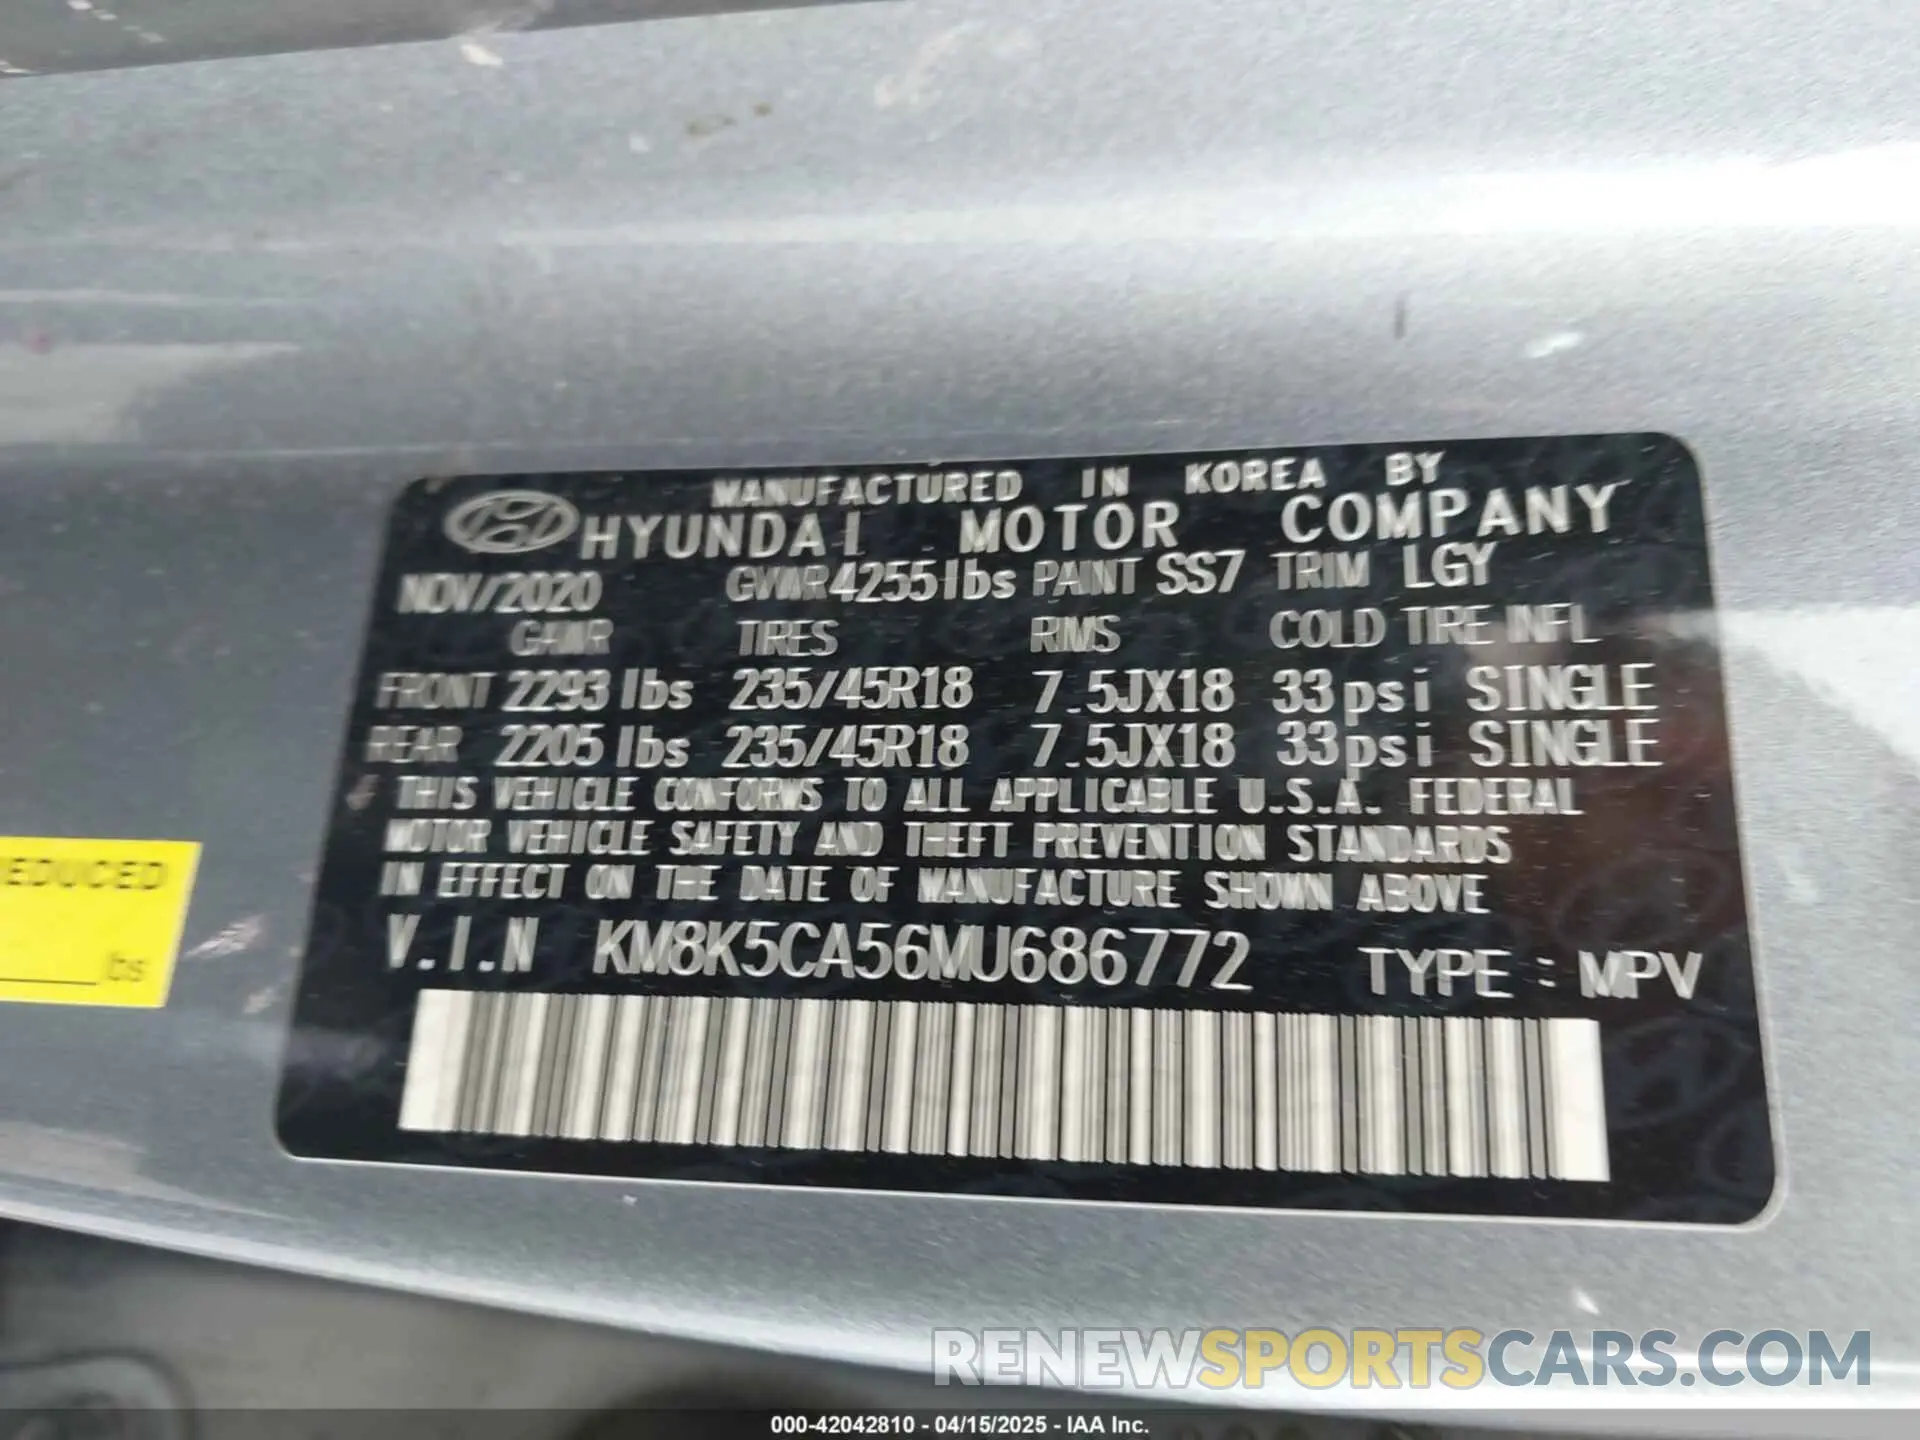 MANUFACTURED IN KOREA BY
HYUNDAI MOTOR COMPANY
NOV/2020 GVWR 4255lbs PAINT SS7 TRIM LGY
GAWR TIRES RIMS COLD TIRE INFL
FRONT 2293 lbs 235/45R18 7.5JX18 33psi SINGLE
REAR 2205 lbs 235/45R18 7.5JX18 33psi SINGLE
THIS VEHICLE CONFORMS TO ALL APPLICABLE U.S.A. FEDERAL
MOTOR VEHICLE SAFETY AND THEFT PREVENTION STANDARDS
IN EFFECT ON THE DATE OF MANUFACTURE SHOWN ABOVE
V.I.N KM8K5CA56MU686772 TYPE : MPV
EDUCED
lbs
RENEWSPORTSCARS.COM
000-42042810 - 04/15/2025 - IAA Inc.